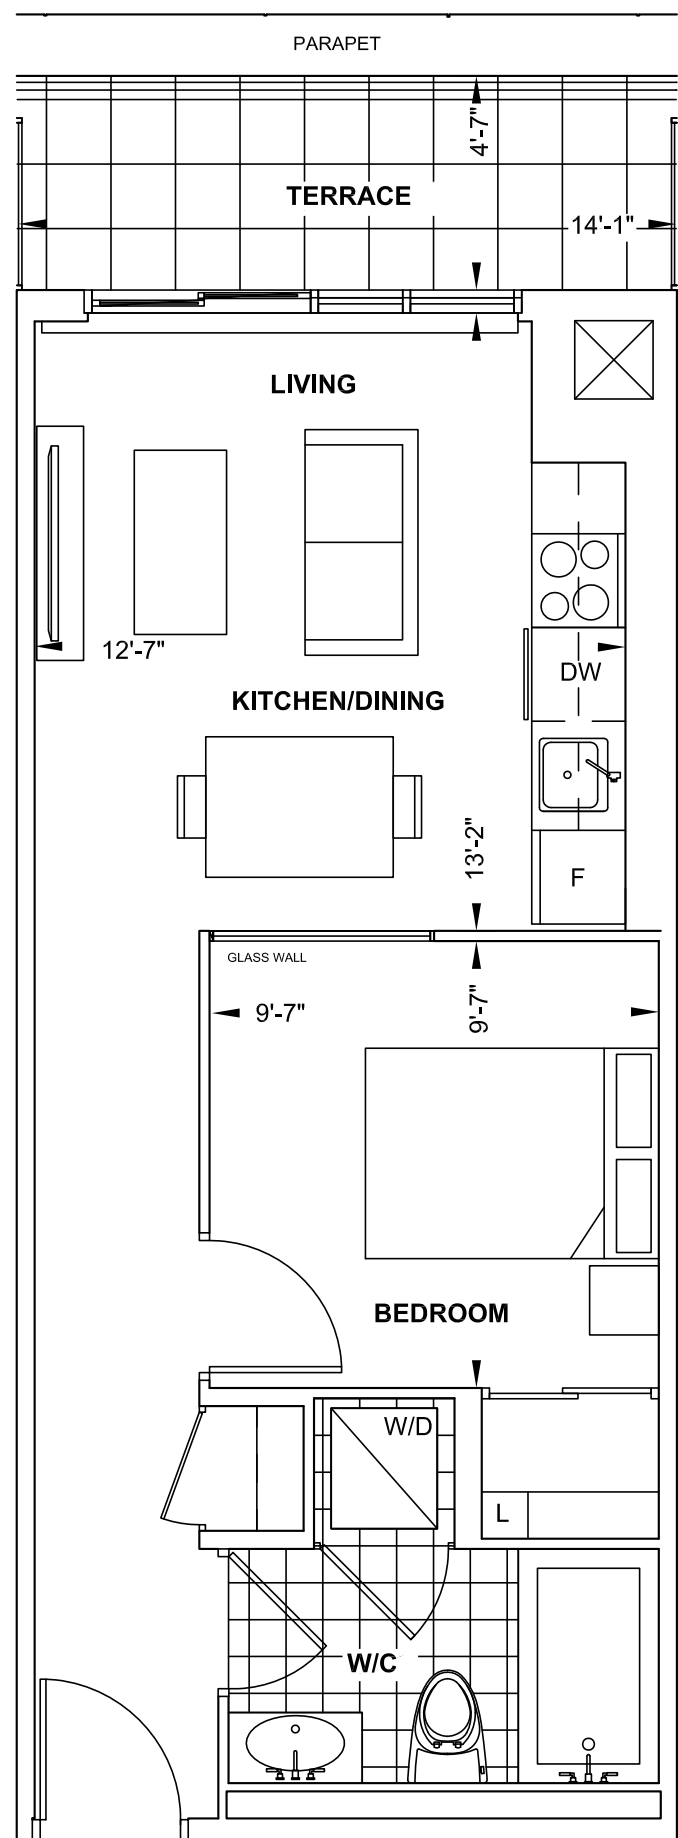 PARAPET
4'-7"
TERRACE
14'-1"
LIVING
12'-7"
DW
KITCHEN/DINING
13'-2"
F
GLASS WALL
9'-7"
9'-7"
BEDROOM
W/D
L
W/C